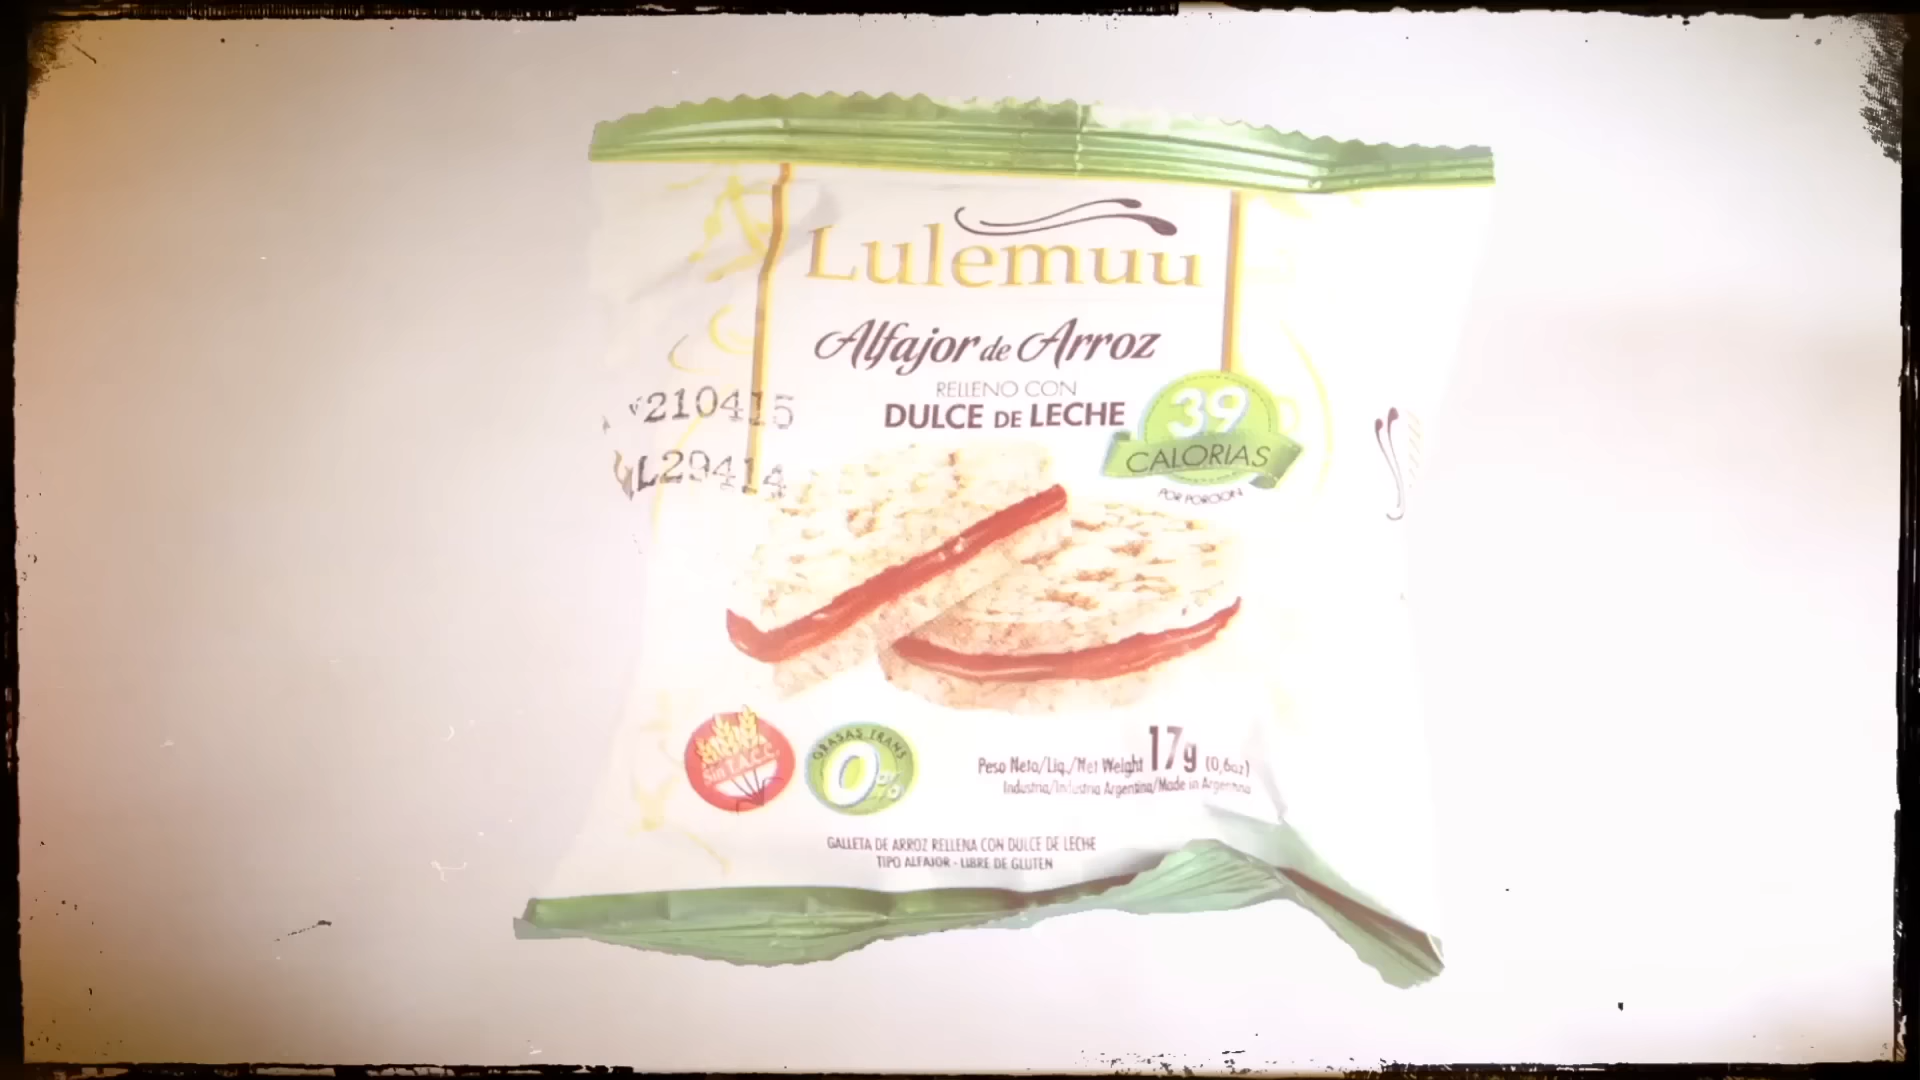 Lulemuu
Alfajor de Arroz
RELLENO CON
DULCE DE LECHE
39
CALORIAS
POR PORCION
V210415
L29414
Sin T.A.C.C.
GRASAS TRANS
0%
Peso Neto/Liq./Net Weight 17g (0,6oz)
Industria/Industria Argentina/Made in Argentina
GALLETA DE ARROZ RELLENA CON DULCE DE LECHE
TIPO ALFAJOR - LIBRE DE GLUTEN